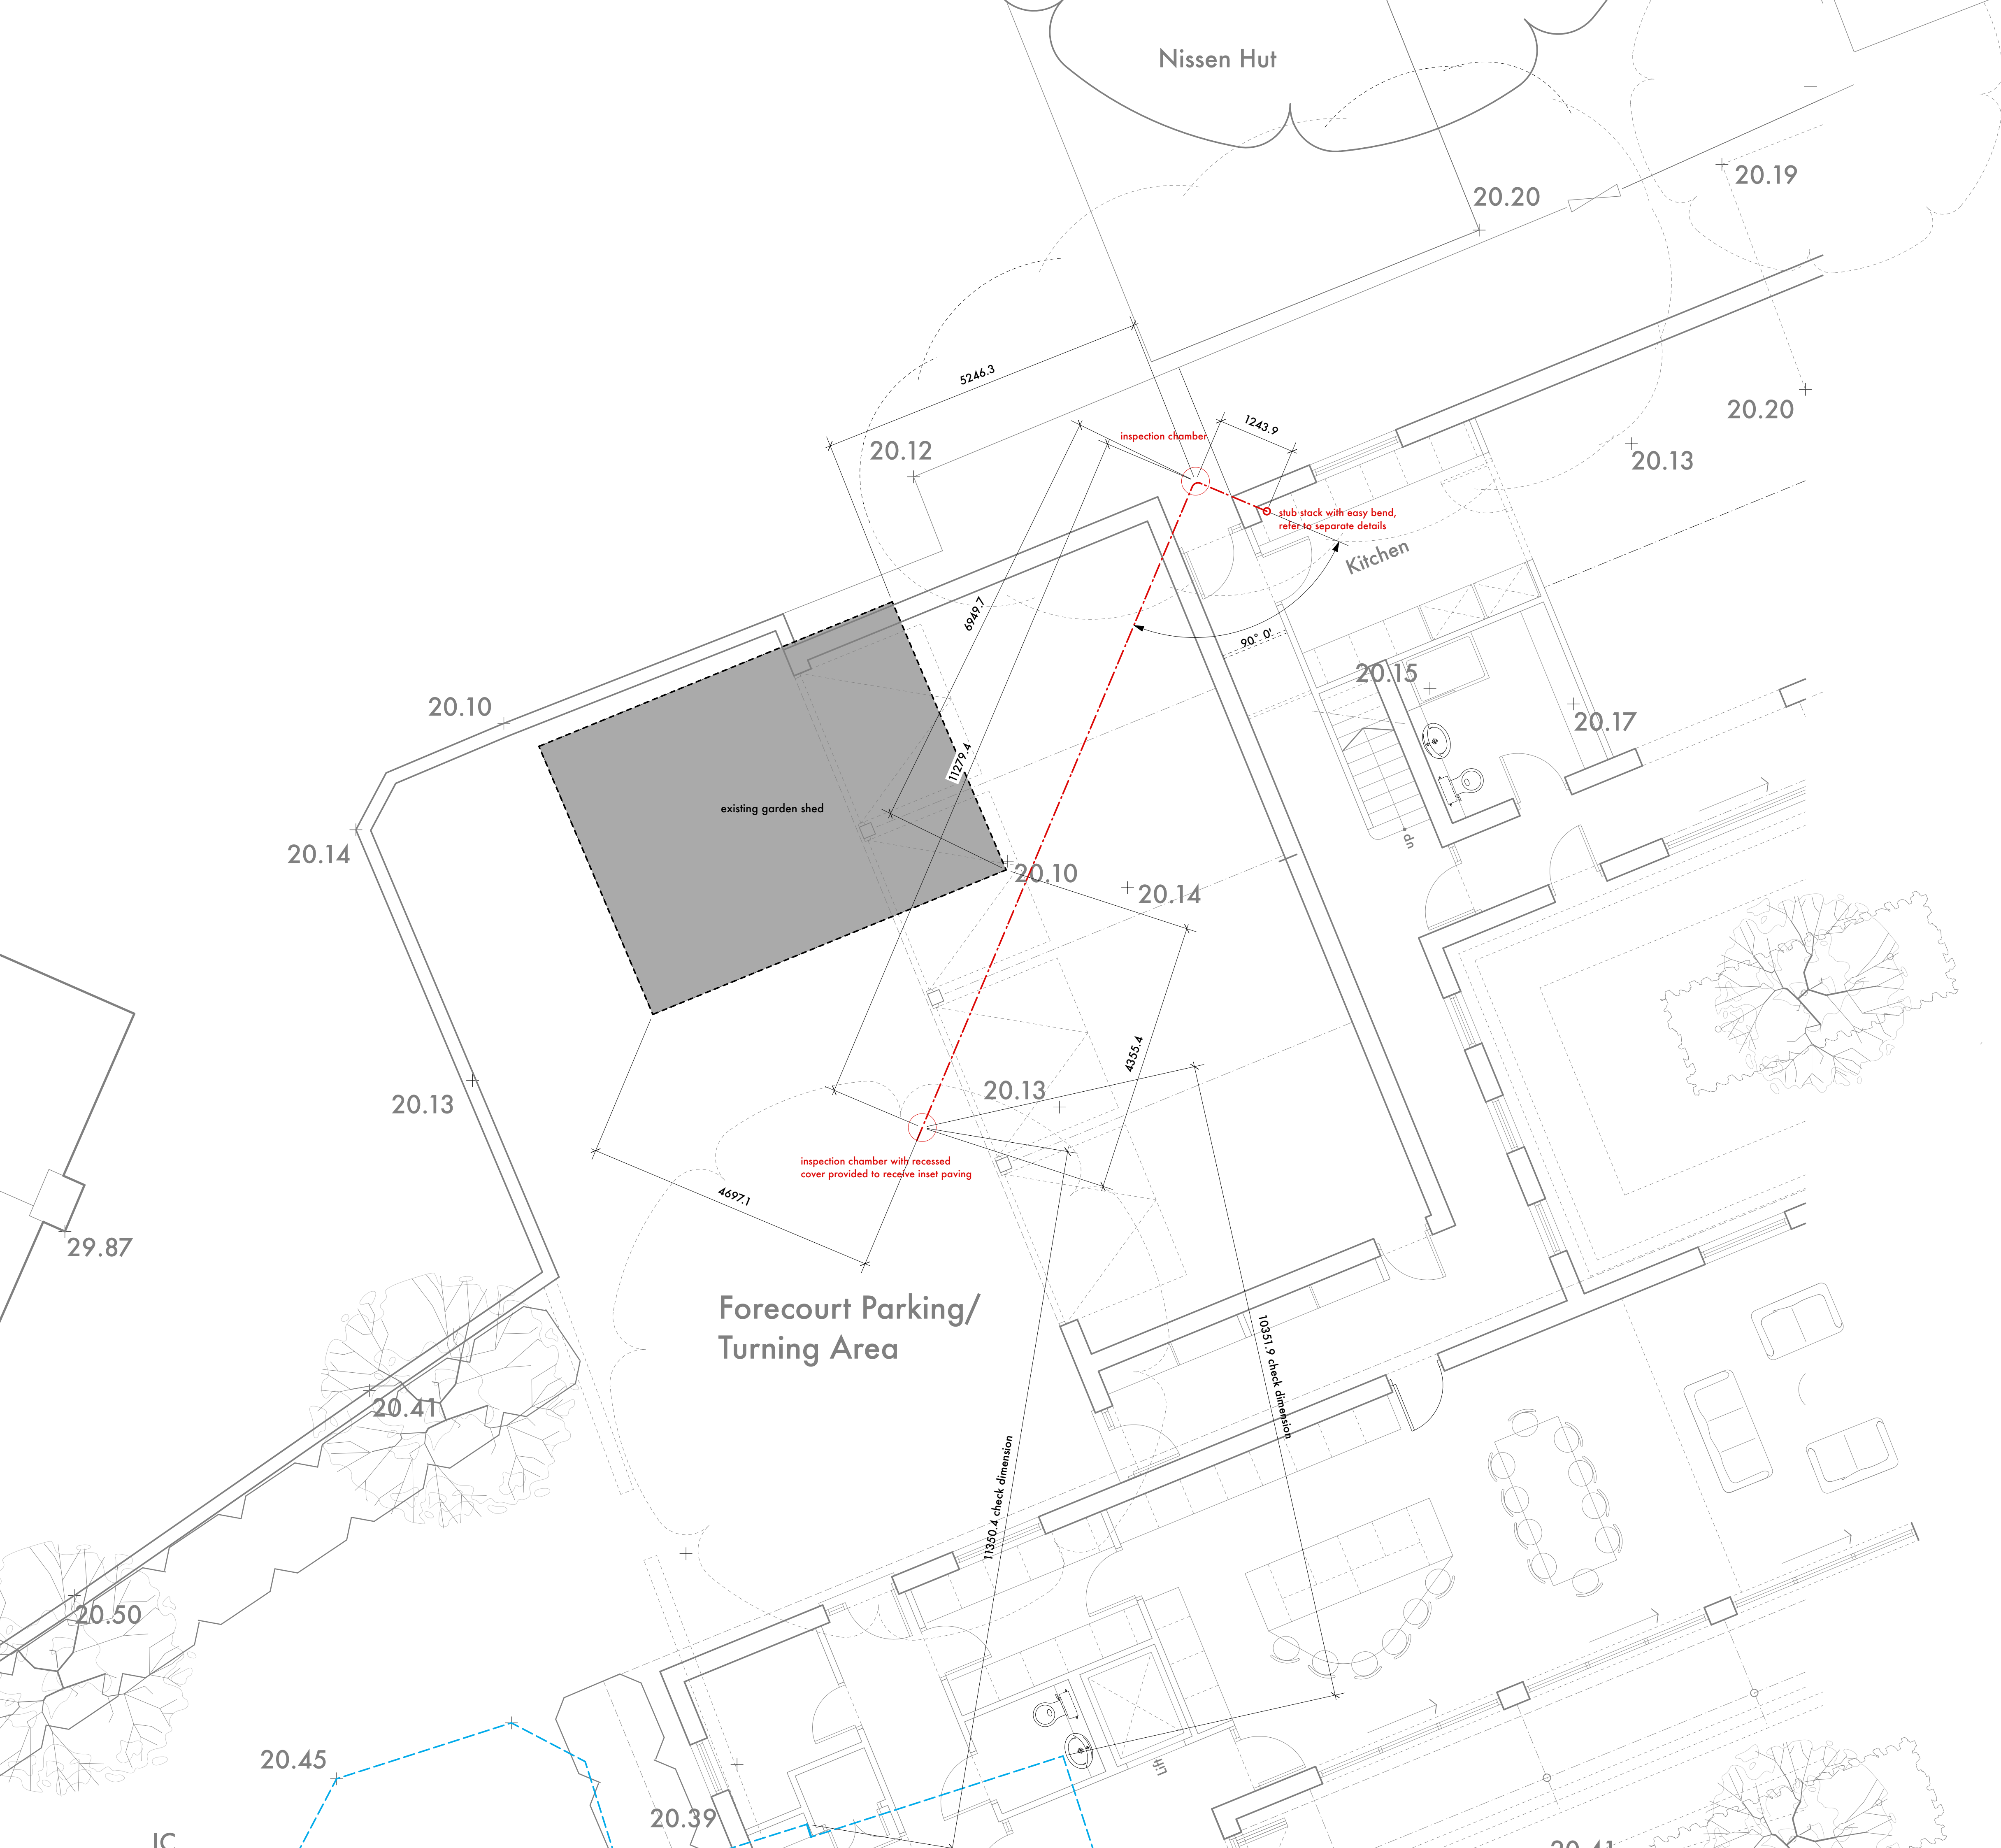 Nissen Hut
20.19
20.20
5246.3
20.20
1243.9
inspection chamber
20.12
20.13
stub stack with easy bend,
refer to separate details
Kitchen
6949.7
90° 0'
20.15
20.10
20.17
11279.4
existing garden shed
up
20.14
20.10
20.14
4355.4
20.13
20.13
inspection chamber with recessed
cover provided to receive inset paving
4697.1
29.87
Forecourt Parking/
Turning Area
10351.9 check dimension
20.41
11350.4 check dimension
20.50
20.45
Lift
20.39
IC
20.41